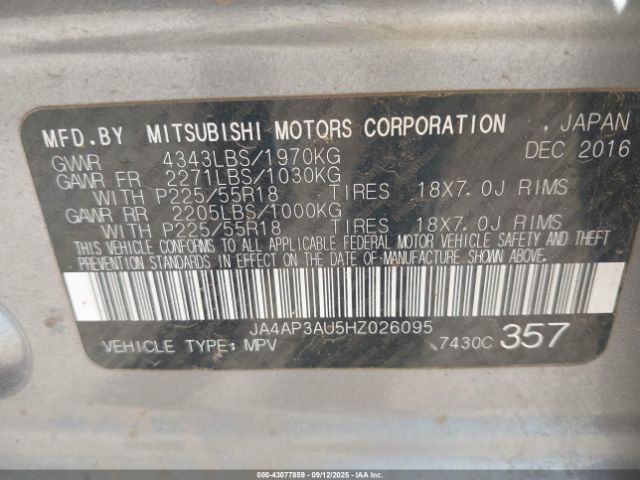 MFD.BY MITSUBISHI MOTORS CORPORATION , JAPAN
GVWR 4343LBS/1970KG DEC 2016
GAWR FR 2271LBS/1030KG
WITH P225/55R18 TIRES 18X7.0J RIMS
GAWR RR 2205LBS/1000KG
WITH P225/55R18 TIRES 18X7.0J RIMS
THIS VEHICLE CONFORMS TO ALL APPLICABLE FEDERAL MOTOR VEHICLE SAFETY AND THEFT
PREVENTION STANDARDS IN EFFECT ON THE DATE OF MANUFACTURE SHOWN ABOVE.
JA4AP3AU5HZ026095
VEHICLE TYPE: MPV 7430C 357
000-43077859 - 09/12/2025 - IAAI.COM